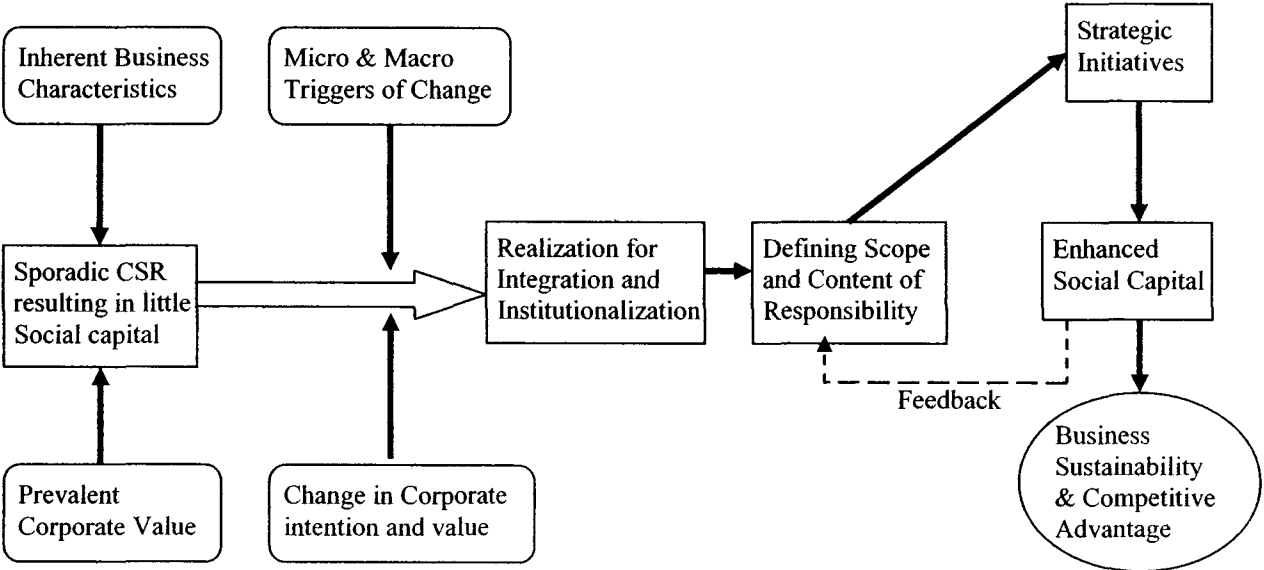 Inherent Business
Characteristics
Micro & Macro
Triggers of Change
Strategic
Initiatives
Sporadic CSR
resulting in little
Social capital
Realization for
Integration and
Institutionalization
Defining Scope
and Content of
Responsibility
Enhanced
Social Capital
Feedback
Prevalent
Corporate Value
Change in Corporate
intention and value
Business
Sustainability
& Competitive
Advantage